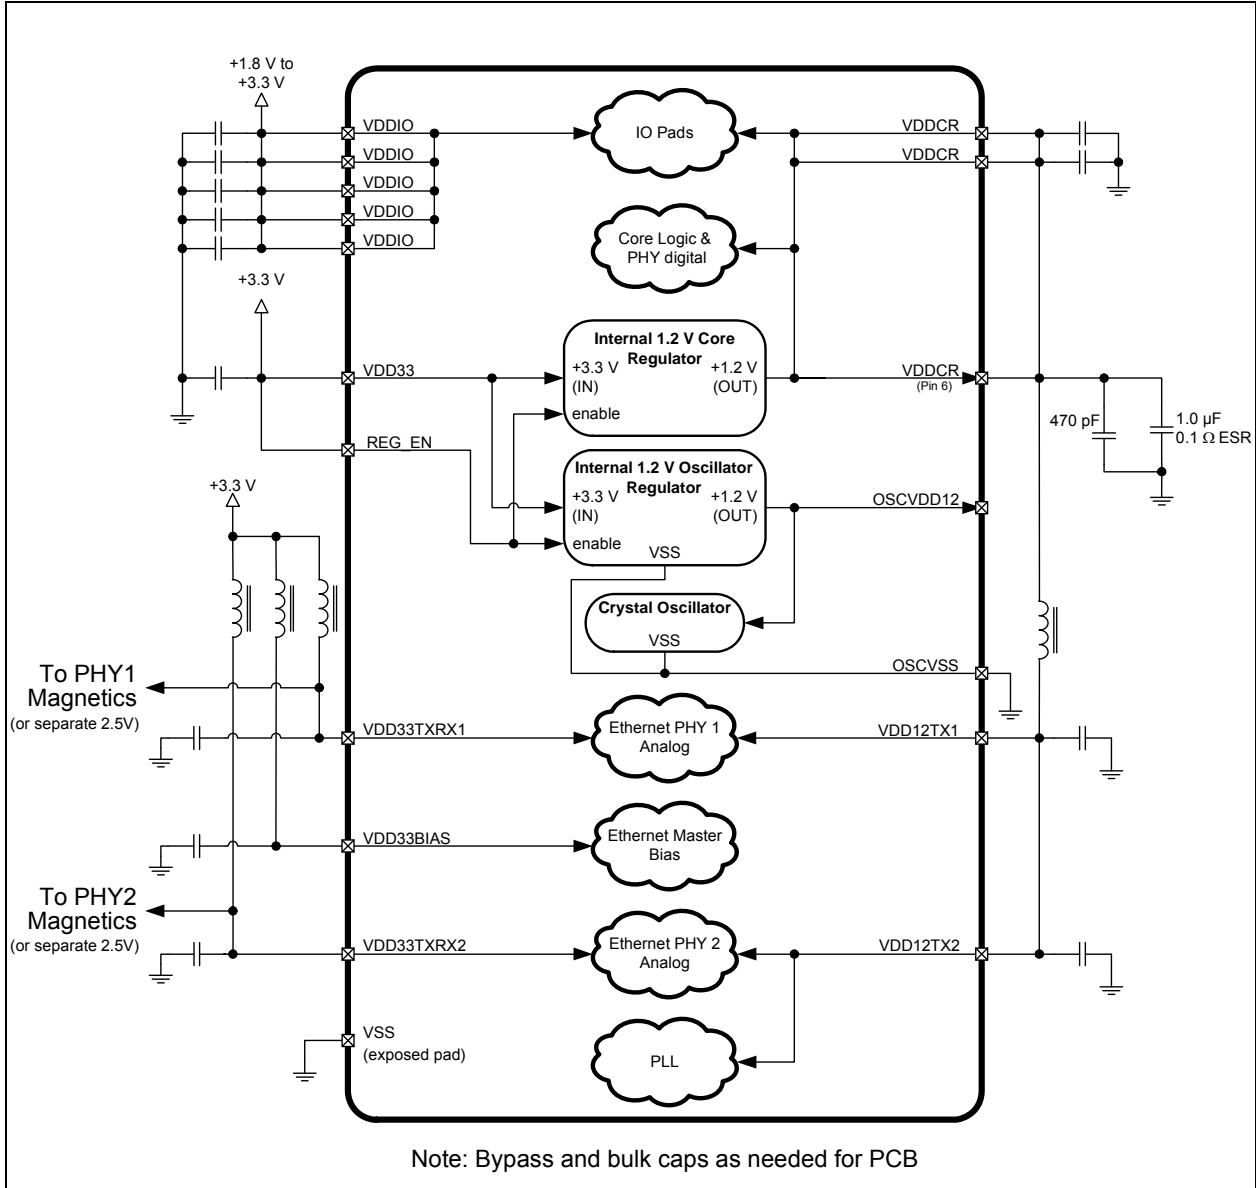 +1.8 V to
+3.3 V
VDDIO
VDDIO
VDDIO
VDDIO
VDDIO
IO Pads
VDDCR
VDDCR
Core Logic &
PHY digital
+3.3 V
Internal 1.2 V Core
Regulator
+3.3 V
(IN)
+1.2 V
(OUT)
enable
VDD33
VDDCR
(Pin 6)
470 pF
1.0 µF
0.1 Ω ESR
REG_EN
Internal 1.2 V Oscillator
Regulator
+3.3 V
(IN)
+1.2 V
(OUT)
enable
VSS
OSCVDD12
+3.3 V
Crystal Oscillator
VSS
OSCVSS
To PHY1
Magnetics
(or separate 2.5V)
VDD33TXRX1
Ethernet PHY 1
Analog
VDD12TX1
VDD33BIAS
Ethernet Master
Bias
To PHY2
Magnetics
(or separate 2.5V)
VDD33TXRX2
Ethernet PHY 2
Analog
VDD12TX2
VSS
(exposed pad)
PLL
Note: Bypass and bulk caps as needed for PCB